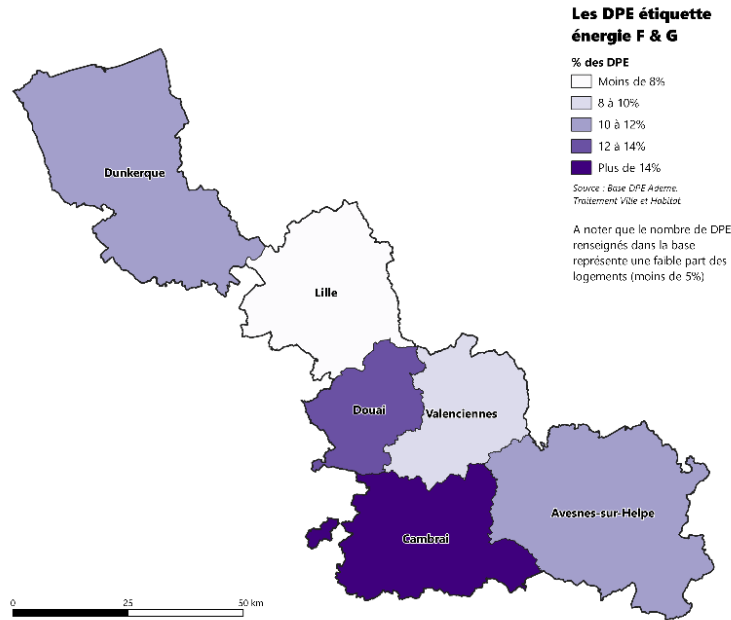 Les DPE étiquette
énergie F & G
% des DPE
Moins de 8%
8 à 10%
10 à 12%
12 à 14%
Plus de 14%
Source : Base DPE Ademe.
Traitement Ville et Habitat
A noter que le nombre de DPE
renseignés dans la base
représente une faible part des
logements (moins de 5%)
Dunkerque
Lille
Douai
Valenciennes
Avesnes-sur-Helpe
Cambrai
0 25 50 km